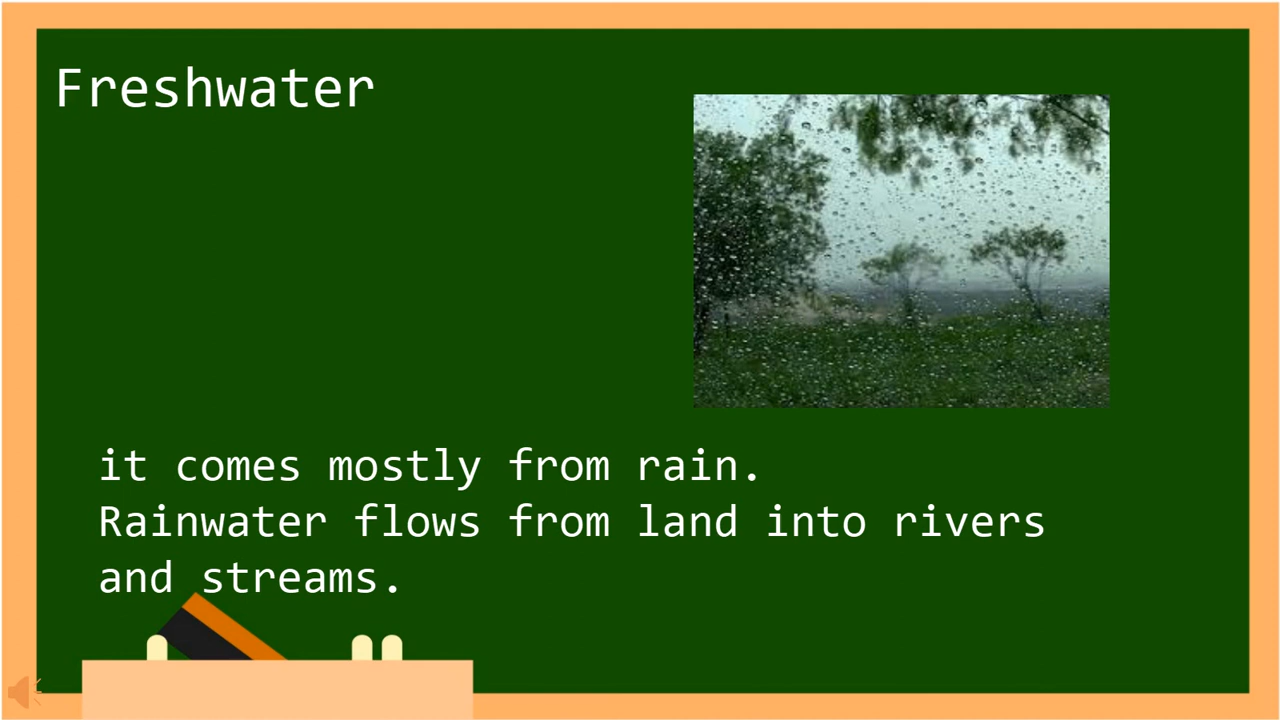 Freshwater
it comes mostly from rain.
Rainwater flows from land into rivers
and streams.